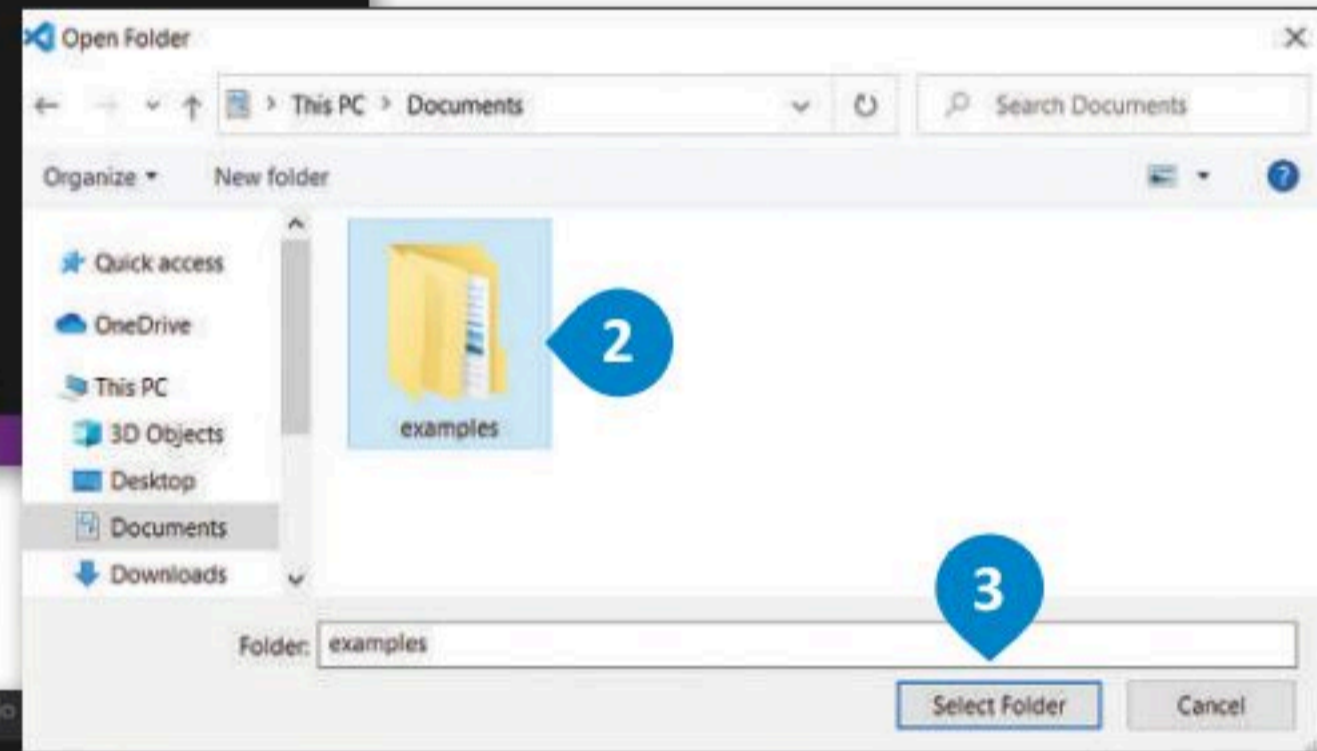 Open Folder
This PC > Documents
Search Documents
Organize
New folder
Quick access
OneDrive
This PC
3D Objects
Desktop
Documents
Downloads
examples
2
3
Folder: examples
Select Folder
Cancel